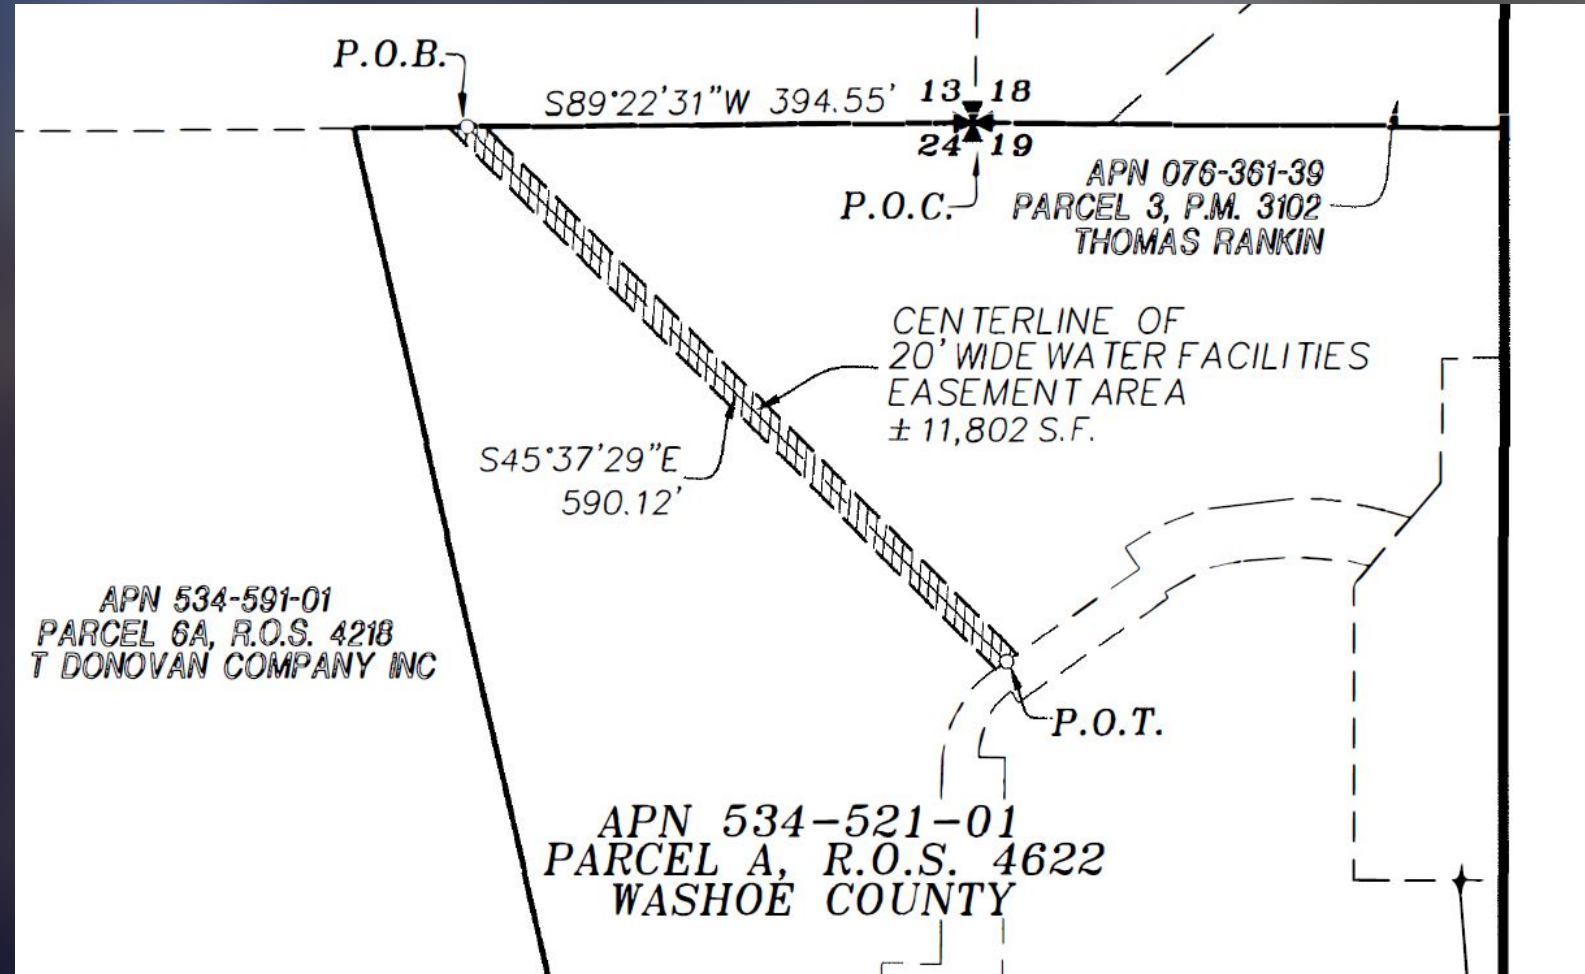 P.O.B.
S89°22'31"W 394.55'
13 18
24 19
P.O.C.
APN 076-361-39
PARCEL 3, P.M. 3102
THOMAS RANKIN
CENTERLINE OF
20' WIDE WATER FACILITIES
EASEMENT AREA
± 11,802 S.F.
S45°37'29"E
590.12'
APN 534-591-01
PARCEL 6A, R.O.S. 4218
T DONOVAN COMPANY INC
P.O.T.
APN 534-521-01
PARCEL A, R.O.S. 4622
WASHOE COUNTY